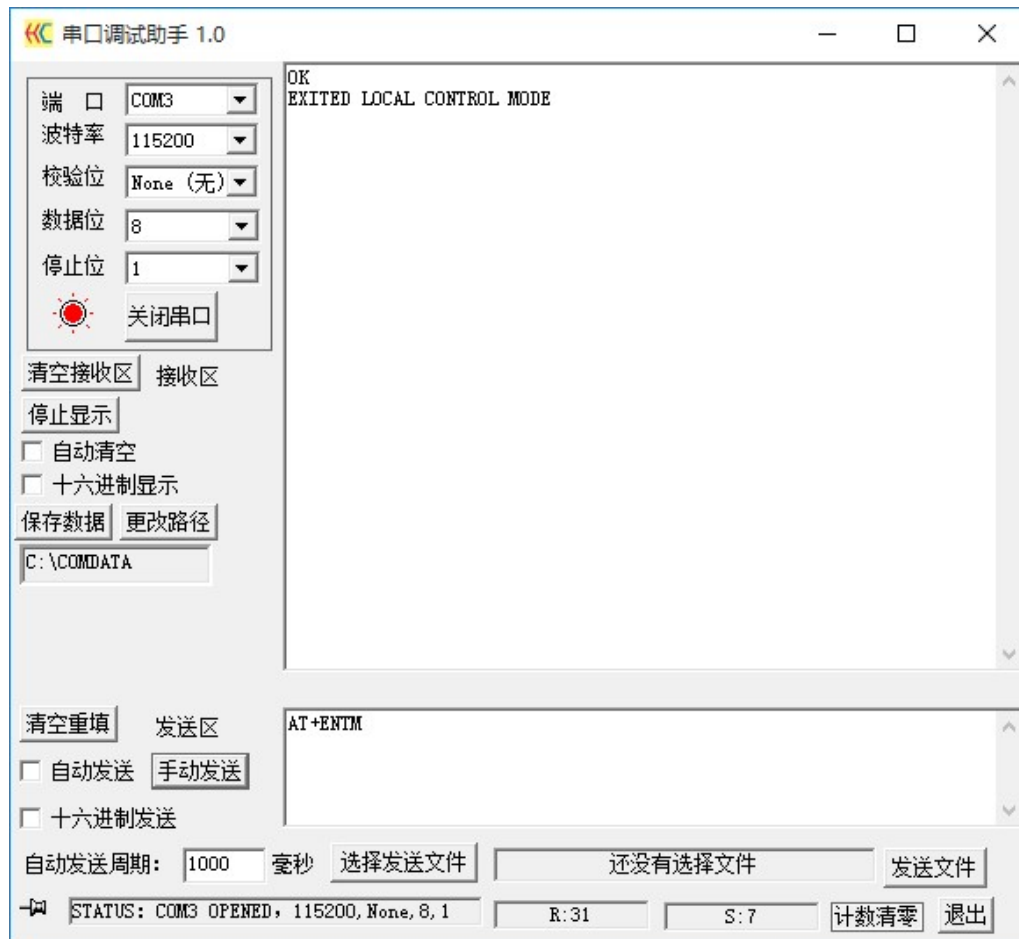 串口调试助手 1.0
OK
EXITED LOCAL CONTROL MODE
端 口 COM3
波特率 115200
校验位 None (无)
数据位 8
停止位 1
关闭串口
清空接收区 接收区
停止显示
自动清空
十六进制显示
保存数据 更改路径
C:\COMDATA
清空重填 发送区
AT+ENTM
自动发送 手动发送
十六进制发送
自动发送周期: 1000 毫秒 选择发送文件 还没有选择文件 发送文件
STATUS: COM3 OPENED, 115200,None,8,1 R:31 S:7 计数清零 退出